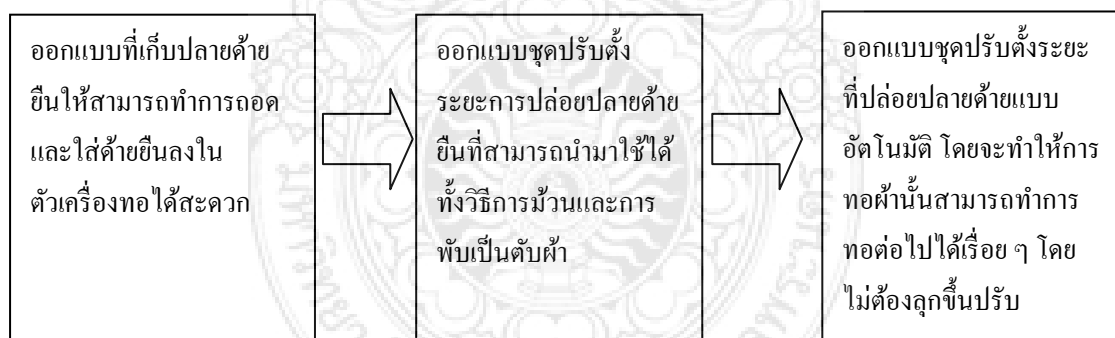 ออกแบบที่เก็บปลายด้าย
ยืนให้สามารถทำการถอด
และใส่ด้ายยืนลงใน
ตัวเครื่องทอได้สะดวก
ออกแบบชุดปรับตั้ง
ระยะการปล่อยปลายด้าย
ยืนที่สามารถนำมาใช้ได้
ทั้งวิธีการม้วนและการ
พับเป็นตับผ้า
ออกแบบชุดปรับตั้งระยะ
ที่ปล่อยปลายด้ายแบบ
อัตโนมัติ โดยจะทำให้การ
ทอผ้านั้นสามารถทำการ
ทอต่อไปได้เรื่อย ๆ โดย
ไม่ต้องลุกขึ้นปรับ